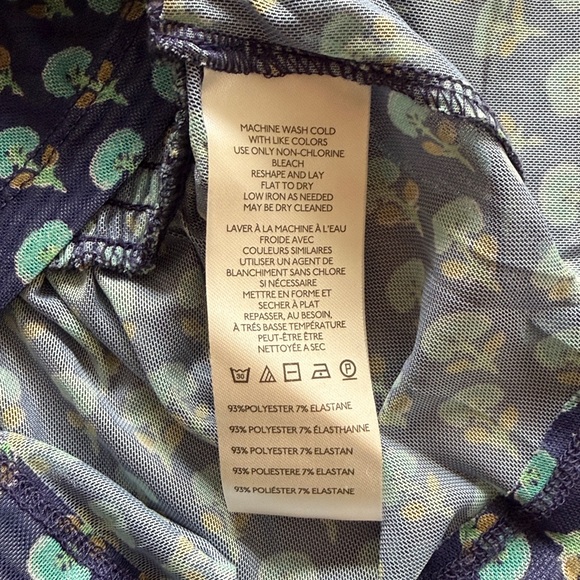 MACHINE WASH COLD
WITH LIKE COLORS
USE ONLY NON-CHLORINE
BLEACH
RESHAPE AND LAY
FLAT TO DRY
LOW IRON AS NEEDED
MAY BE DRY CLEANED
LAVER À LA MACHINE À L'EAU
FROIDE AVEC
COULEURS SIMILAIRES
UTILISER UN AGENT DE
BLANCHIMENT SANS CHLORE
SI NÉCESSAIRE
METTRE EN FORME ET
SECHER À PLAT
REPASSER, AU BESOIN,
À TRÈS BASSE TEMPÉRATURE
PEUT-ÊTRE ÊTRE
NETTOYÉE A SEC
30 P
93%POLYESTER 7% ELASTANE
93%POLYESTER 7% ÉLASTHANNE
93% POLYESTER 7% ELASTAN
93% POLIESTERE 7% ELASTAN
93% POLIÉSTER 7% ELASTANO